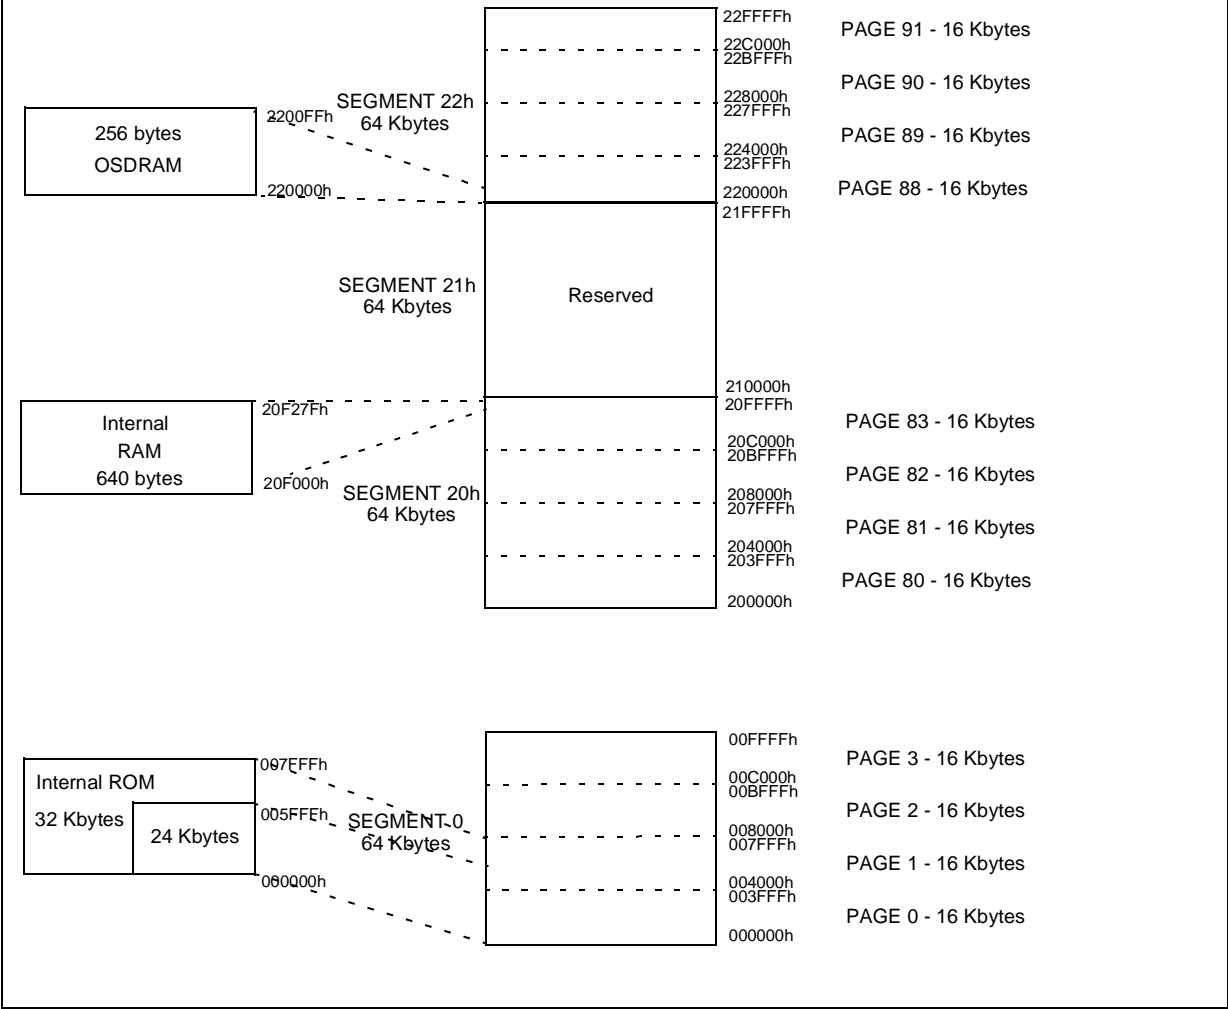 22FFFFh
PAGE 91 - 16 Kbytes
22C000h
22BFFFh
PAGE 90 - 16 Kbytes
SEGMENT 22h
64 Kbytes
228000h
227FFFh
256 bytes
OSDRAM
2200FFh
220000h
PAGE 89 - 16 Kbytes
224000h
223FFFh
PAGE 88 - 16 Kbytes
220000h
21FFFFh
SEGMENT 21h
64 Kbytes
Reserved
210000h
20FFFFh
Internal
RAM
640 bytes
20F27Fh
20F000h
PAGE 83 - 16 Kbytes
20C000h
20BFFFh
PAGE 82 - 16 Kbytes
SEGMENT 20h
64 Kbytes
208000h
207FFFh
PAGE 81 - 16 Kbytes
204000h
203FFFh
PAGE 80 - 16 Kbytes
200000h
00FFFFh
PAGE 3 - 16 Kbytes
Internal ROM
32 Kbytes
24 Kbytes
007FFFh
005FFFh
000000h
00C000h
00BFFFh
PAGE 2 - 16 Kbytes
SEGMENT 0
64 Kbytes
008000h
007FFFh
PAGE 1 - 16 Kbytes
004000h
003FFFh
PAGE 0 - 16 Kbytes
000000h